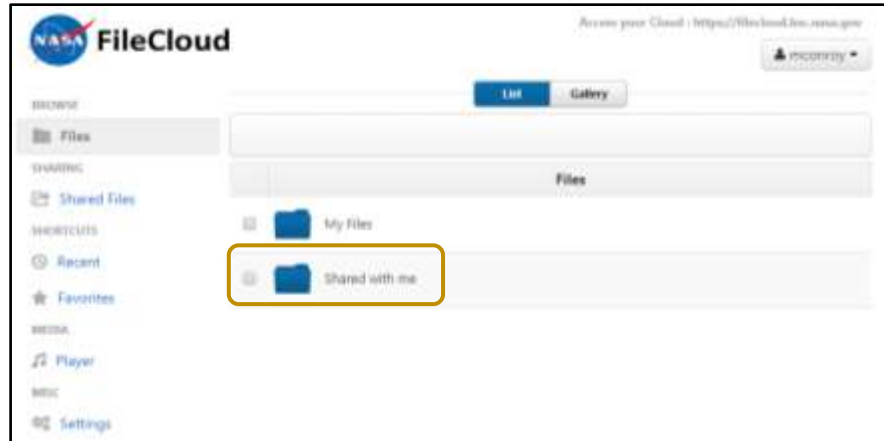 NASA FileCloud
Access your Cloud : https://filecloud.hec.nasa.gov
mconroy
List Gallery
BROWSE
Files
SHARING
Shared Files
SHORTCUTS
Recent
Favorites
MEDIA
Player
MISC
Settings
Files
My Files
Shared with me